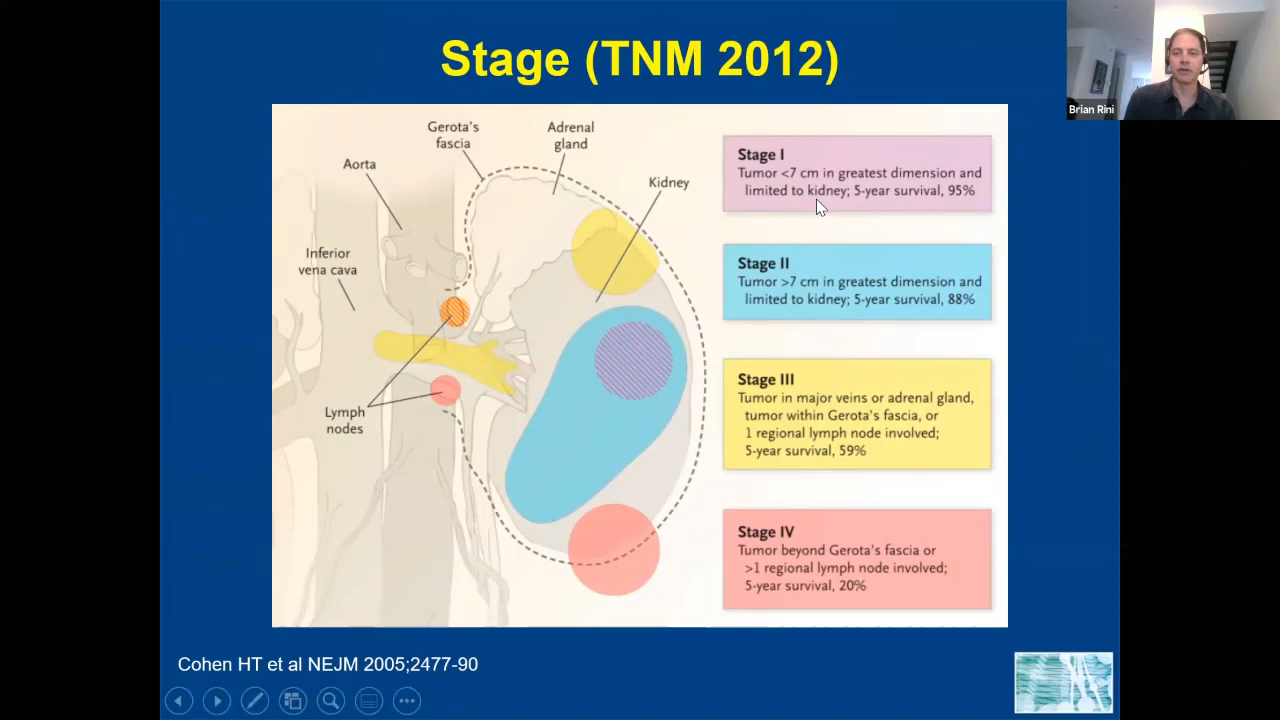 Stage (TNM 2012)
Brian Rini
Gerota's
fascia
Adrenal
gland
Aorta
Kidney
Inferior
vena cava
Lymph
nodes
Stage I
Tumor <7 cm in greatest dimension and
limited to kidney; 5-year survival, 95%
Stage II
Tumor >7 cm in greatest dimension and
limited to kidney; 5-year survival, 88%
Stage III
Tumor in major veins or adrenal gland,
tumor within Gerota's fascia, or
1 regional lymph node involved;
5-year survival, 59%
Stage IV
Tumor beyond Gerota's fascia or
>1 regional lymph node involved;
5-year survival, 20%
Cohen HT et al NEJM 2005;2477-90